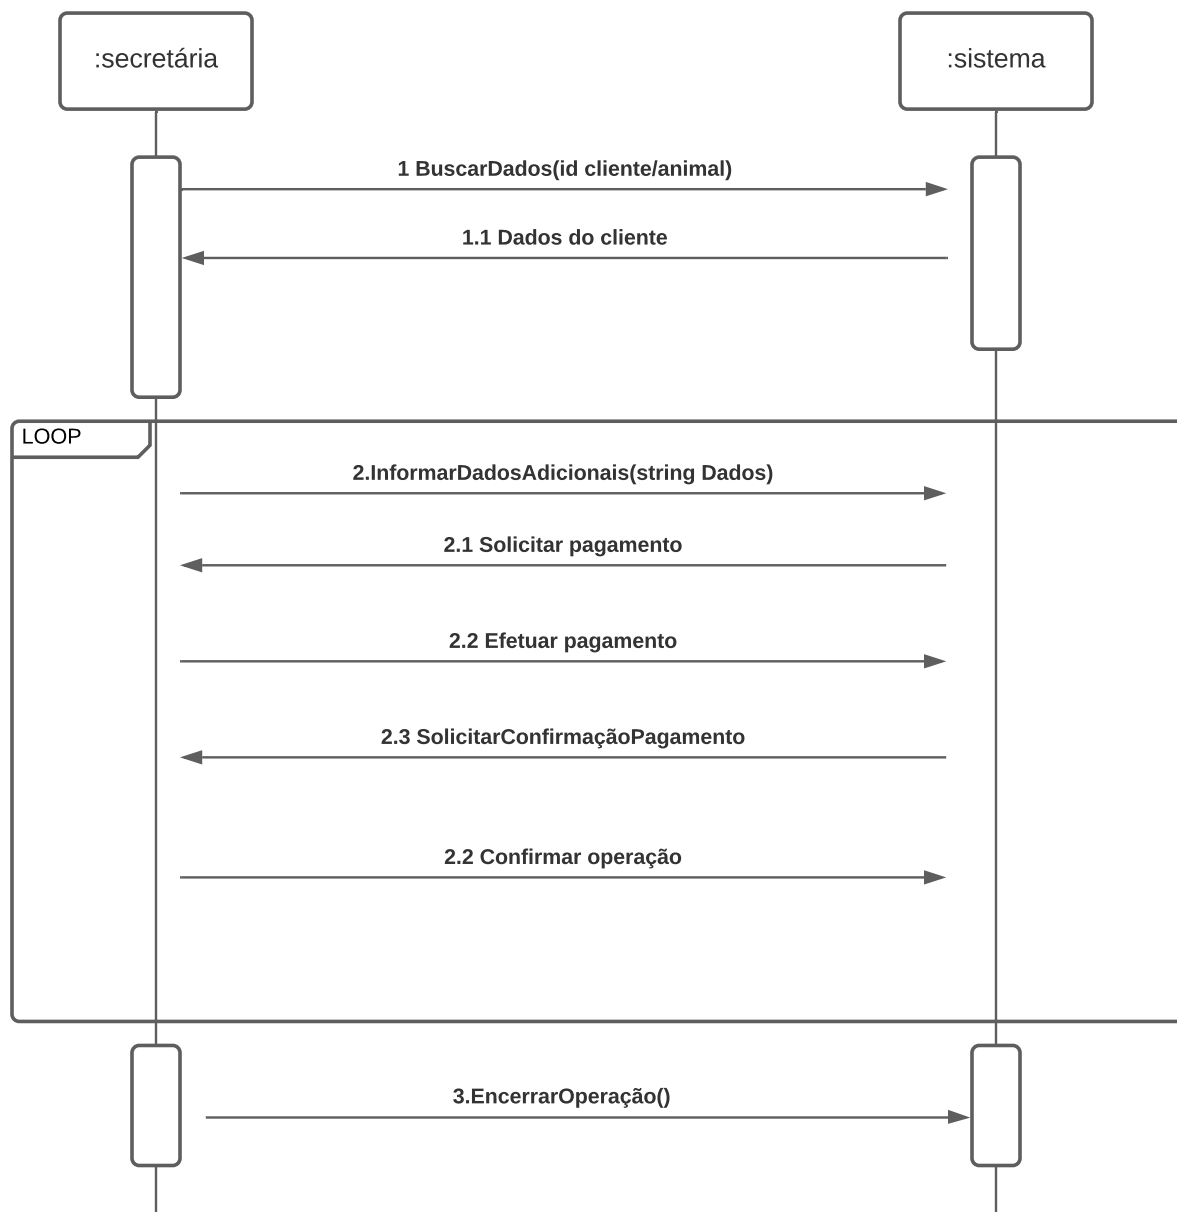 :secretária
:sistema
1 BuscarDados(id cliente/animal)
1.1 Dados do cliente
LOOP
2.InformarDadosAdicionais(string Dados)
2.1 Solicitar pagamento
2.2 Efetuar pagamento
2.3 SolicitarConfirmaçãoPagamento
2.2 Confirmar operação
3.EncerrarOperação()